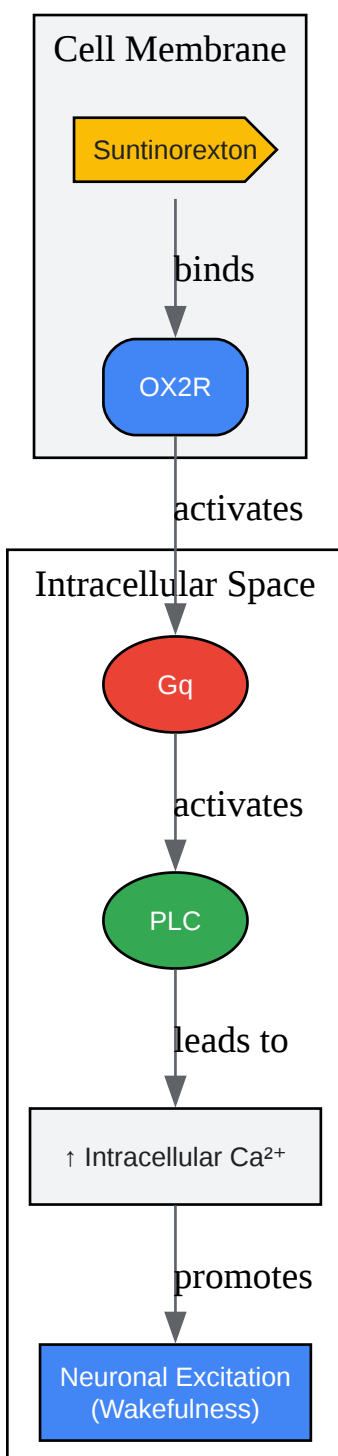 Cell Membrane
Suntinorexton
binds
OX2R
activates
Intracellular Space
Gq
activates
PLC
leads to
↑ Intracellular Ca²⁺
promotes
Neuronal Excitation
(Wakefulness)